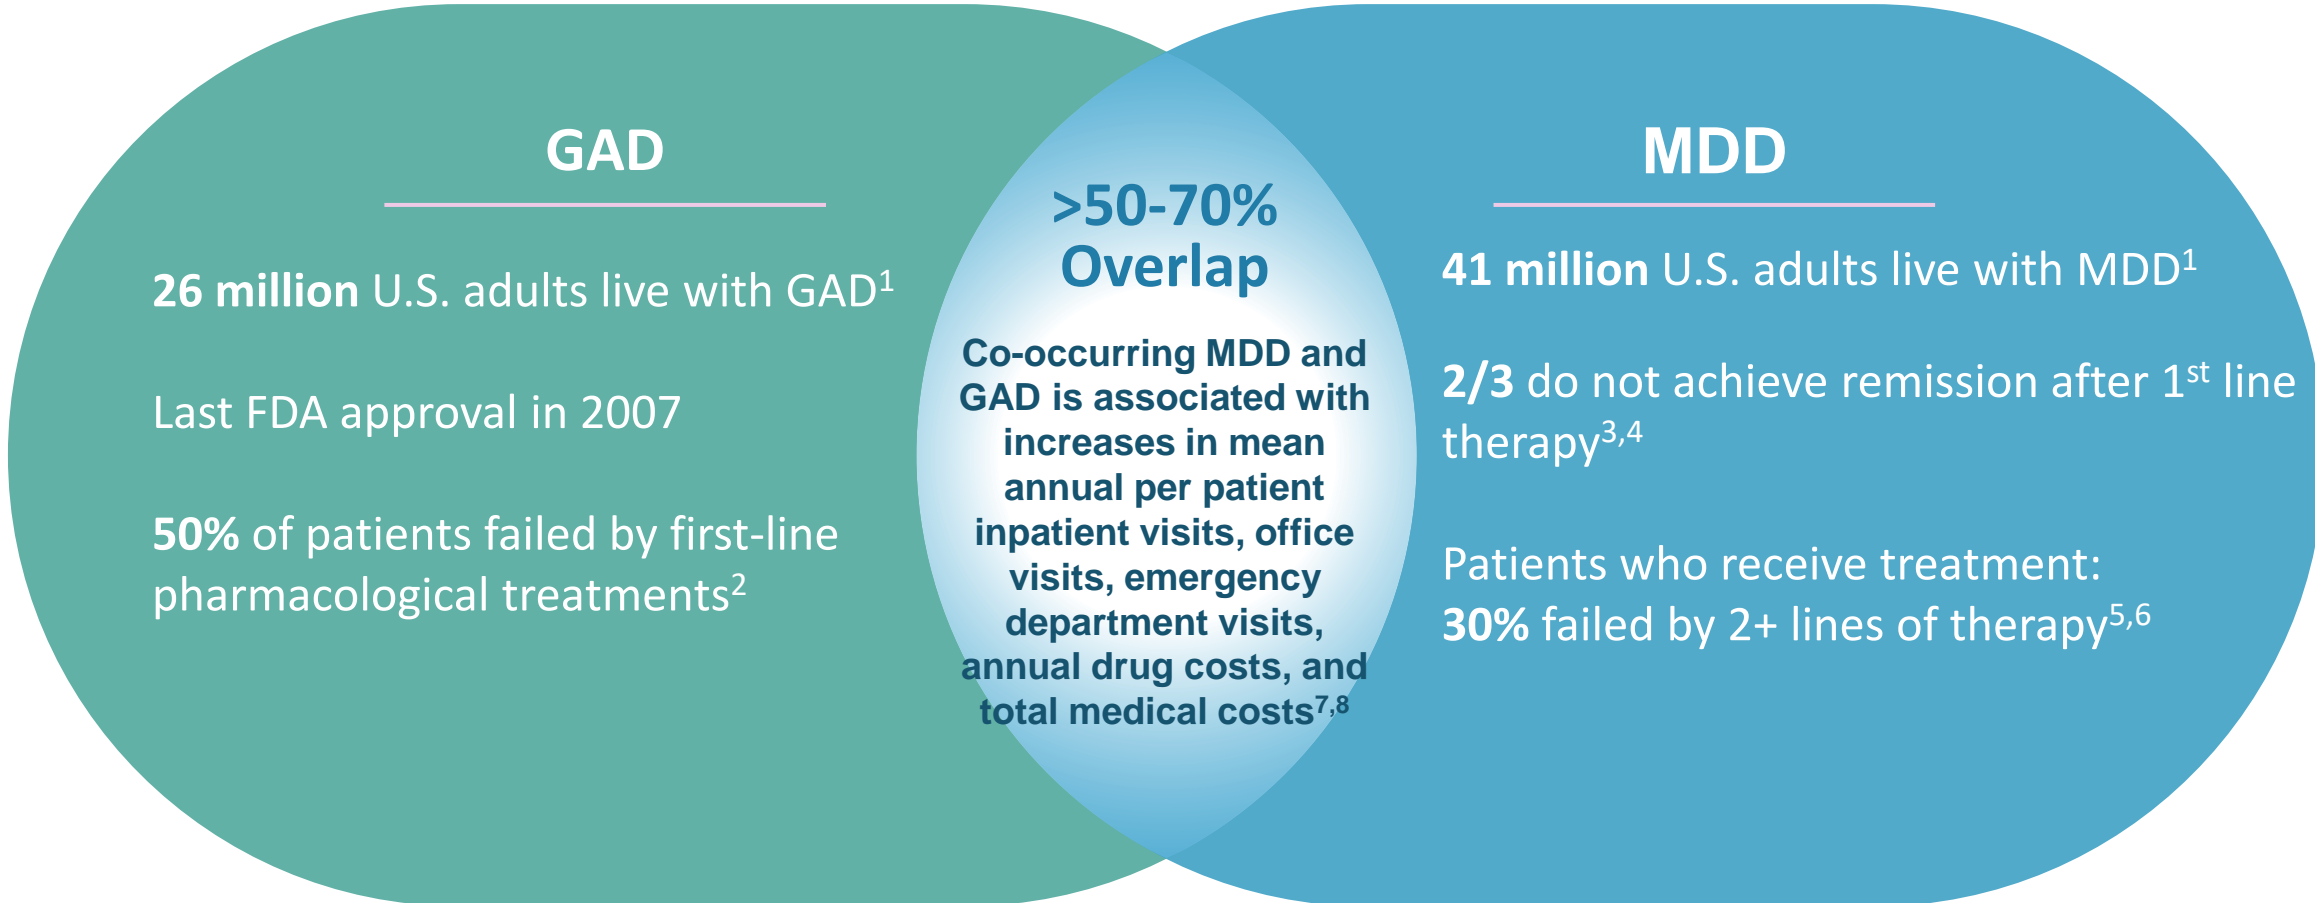 GAD
26 million U.S. adults live with GAD¹
Last FDA approval in 2007
50% of patients failed by first-line
pharmacological treatments²
>50-70%
Overlap
Co-occurring MDD and
GAD is associated with
increases in mean
annual per patient
inpatient visits, office
visits, emergency
department visits,
annual drug costs, and
total medical costs⁷,⁸
MDD
41 million U.S. adults live with MDD¹
2/3 do not achieve remission after 1st line
therapy³,⁴
Patients who receive treatment:
30% failed by 2+ lines of therapy⁵,⁶